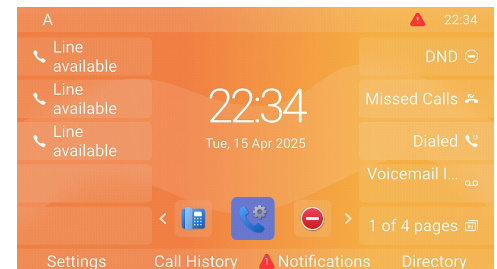 A
22:34
Line
available
Line
available
Line
available
22:34
Tue, 15 Apr 2025
DND
Missed Calls
Dialed
Voicemail I...
1 of 4 pages
Settings
Call History
Notifications
Directory